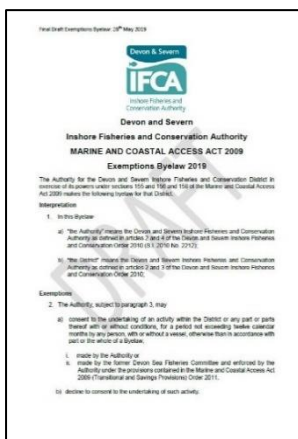 Final Draft Exemptions Byelaw: 29th May 2019
Devon & Severn
IFCA
Inshore Fisheries and
Conservation Authority
Devon and Severn
Inshore Fisheries and Conservation Authority
MARINE AND COASTAL ACCESS ACT 2009
Exemptions Byelaw 2019
The Authority for the Devon and Severn Inshore Fisheries and Conservation District in
exercise of its powers under sections 155 and 156 and 158 of the Marine and Coastal Access
Act 2009 makes the following byelaw for that District.
Interpretation
1. In this Byelaw
a) "the Authority" means the Devon and Severn Inshore Fisheries and Conservation
Authority as defined in articles 2 and 4 of the Devon and Severn Inshore Fisheries
and Conservation Order 2010 (S.I. 2010 No. 2212);
b) "the District" means the Devon and Severn Inshore Fisheries and Conservation
District as defined in articles 2 and 3 of the Devon and Severn Inshore Fisheries
and Conservation Order 2010;
Exemptions
2. The Authority, subject to paragraph 3, may
a) consent to the undertaking of an activity within the District or any part or parts
thereof with or without conditions, for a period not exceeding twelve calendar
months by any person, with or without a vessel, otherwise than in accordance with
part or the whole of a Byelaw,
i. made by the Authority or
ii. made by the former Devon Sea Fisheries Committee and enforced by the
Authority under the provisions contained in the Marine and Coastal Access Act
2009 (Transitional and Savings Provisions) Order 2011.
b) decline to consent to the undertaking of such activity.
DRAFT